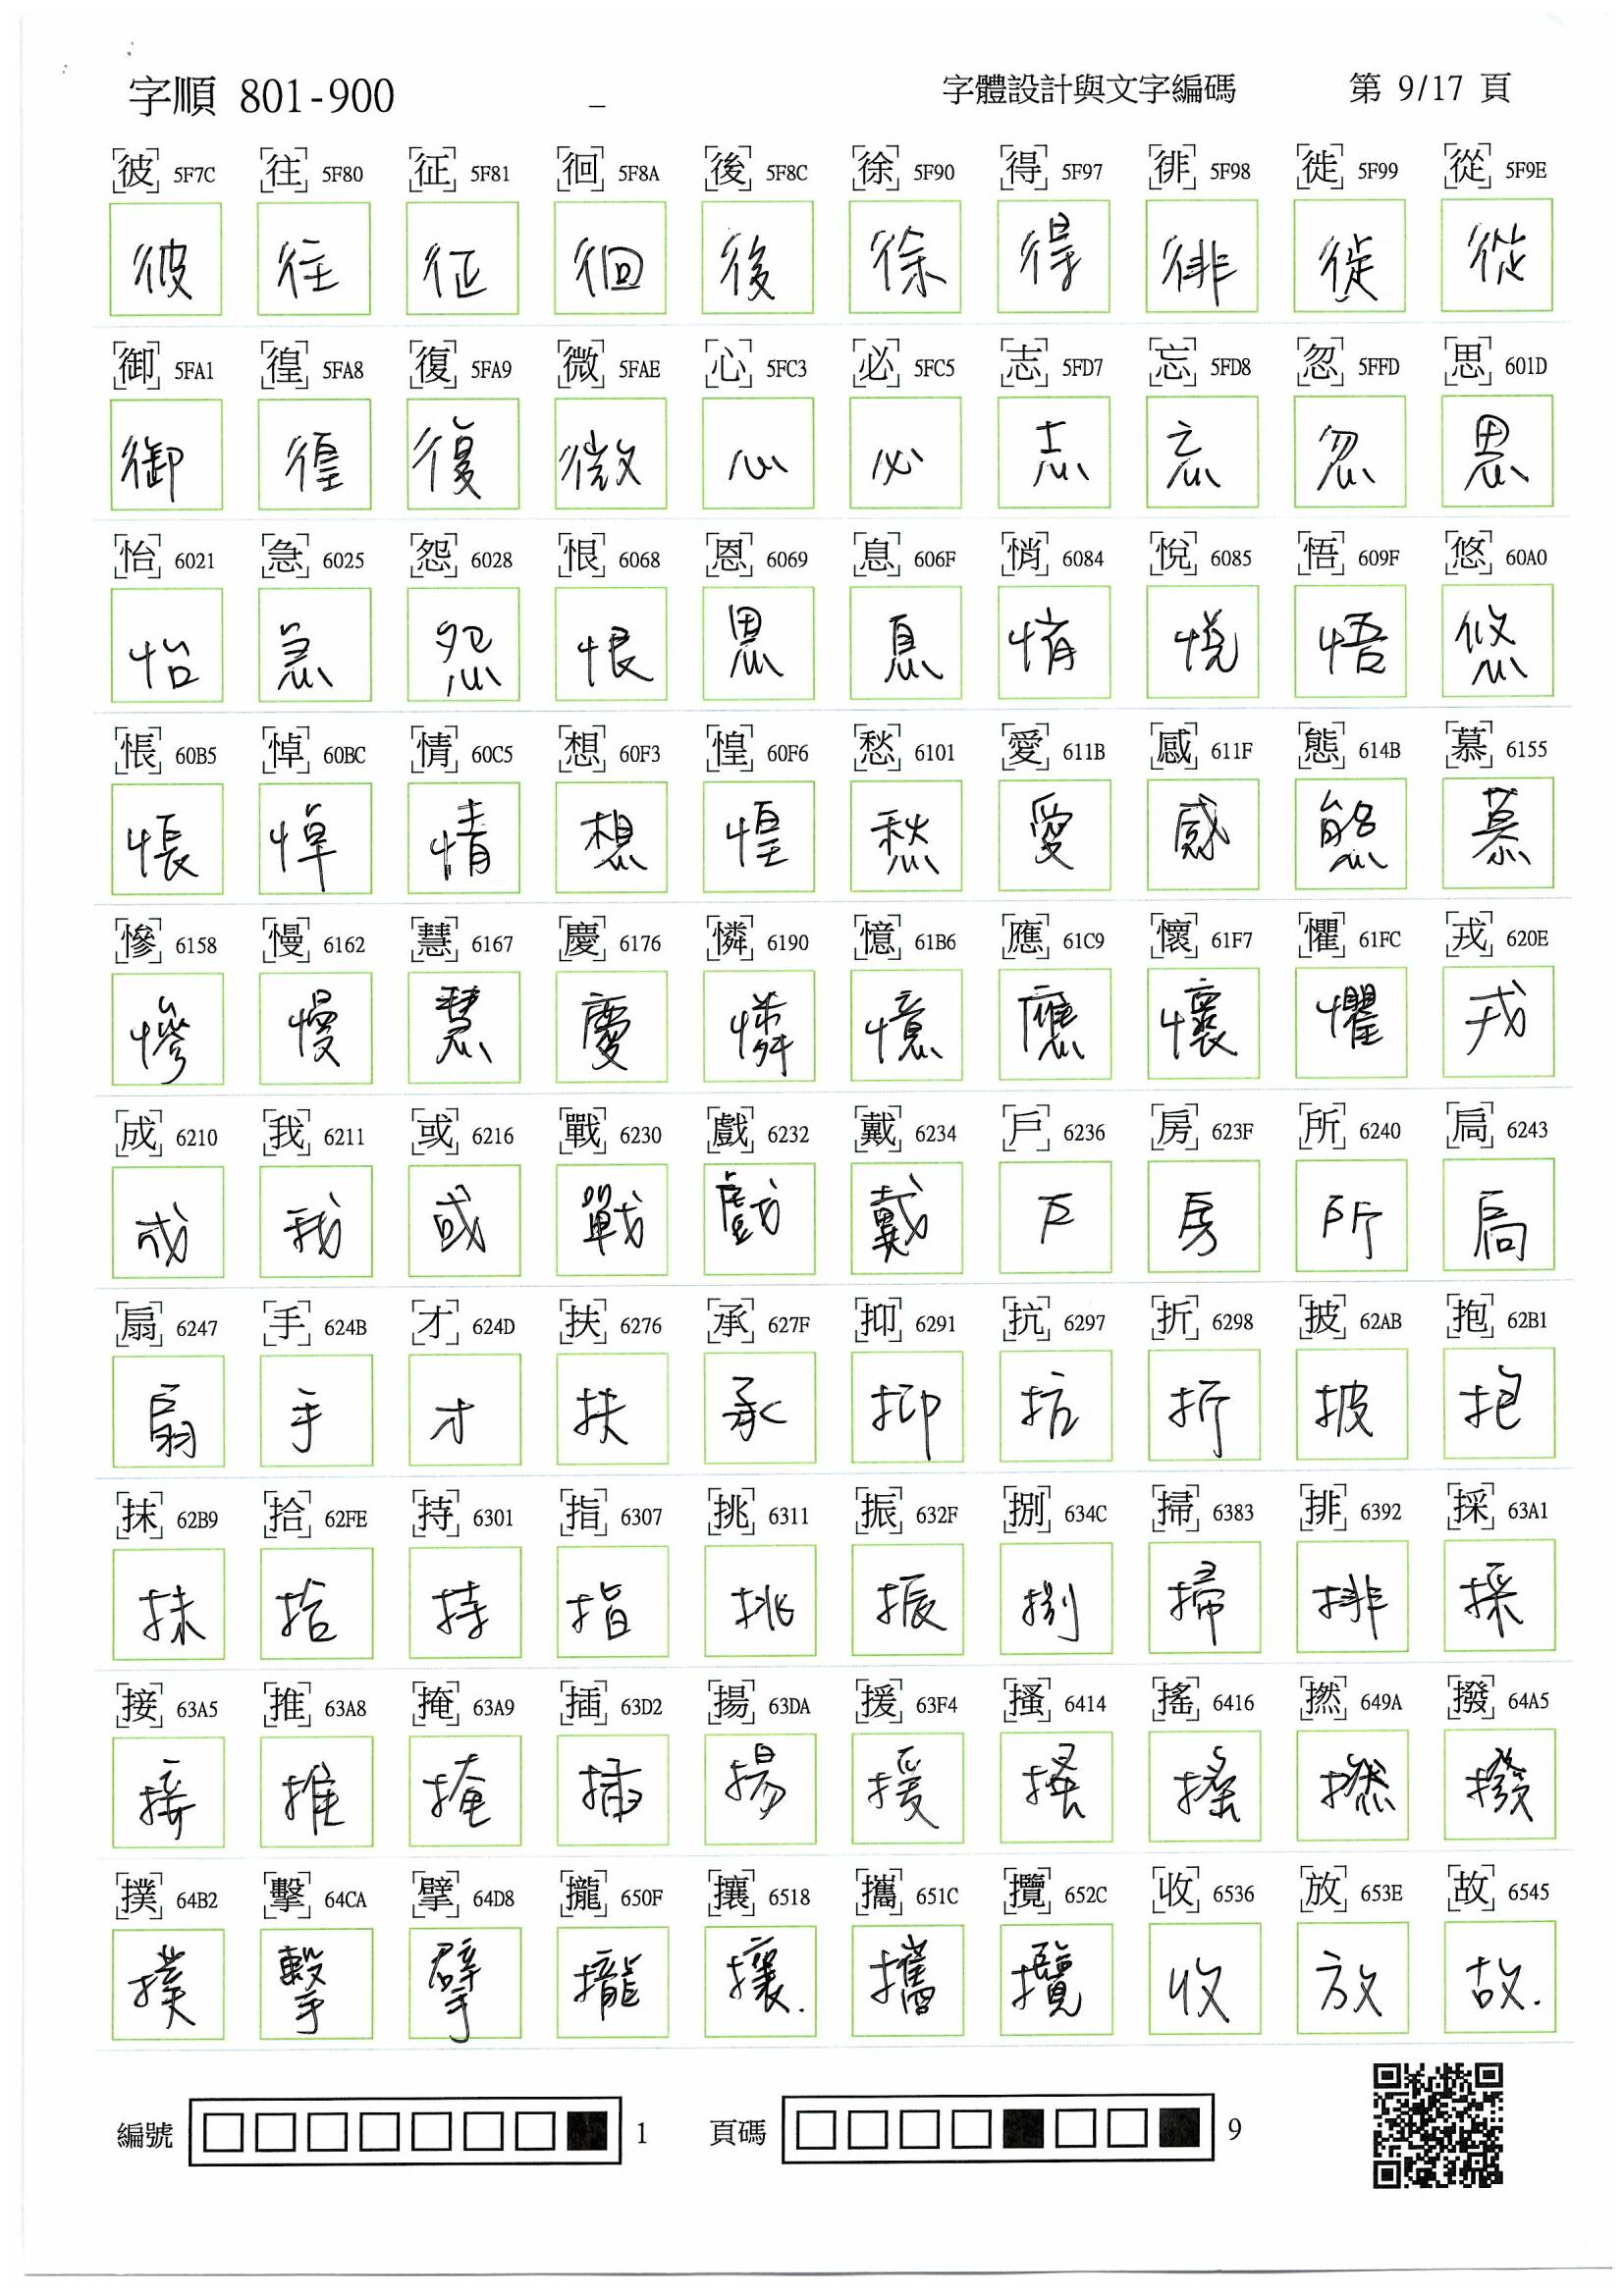 字順 801-900 _ 字體設計與文字編碼 第 9/17 頁
彼 5F7C 往 5F80 征 5F81 徊 5F8A 後 5F8C 徐 5F90 得 5F97 徘 5F98 徙 5F99 從 5F9E
彼 往 征 徊 後 徐 得 徘 徙 從
御 5FA1 徨 5FA8 復 5FA9 微 5FAE 心 5FC3 必 5FC5 志 5FD7 忘 5FD8 忽 5FFD 思 601D
御 徨 復 微 心 必 志 忘 忽 思
怡 6021 急 6025 怨 6028 恨 6068 恩 6069 息 606F 悄 6084 悅 6085 悟 609F 悠 60A0
怡 急 怨 恨 恩 息 悄 悅 悟 悠
悵 60B5 悼 60BC 情 60C5 想 60F3 惶 60F6 愁 6101 愛 611B 感 611F 態 614B 慕 6155
悵 悼 情 想 惶 愁 愛 感 態 慕
慘 6158 慢 6162 慧 6167 慶 6176 憐 6190 憶 61B6 應 61C9 懷 61F7 懼 61FC 戎 620E
慘 慢 慧 慶 憐 憶 應 懷 懼 戎
成 6210 我 6211 或 6216 戰 6230 戲 6232 戴 6234 戶 6236 房 623F 所 6240 扃 6243
成 我 或 戰 戲 戴 戶 房 所 扃
扇 6247 手 624B 才 624D 扶 6276 承 627F 抑 6291 抗 6297 折 6298 披 62AB 抱 62B1
扇 手 才 扶 承 抑 抗 折 披 抱
抹 62B9 拾 62FE 持 6301 指 6307 挑 6311 振 632F 捌 634C 掃 6383 排 6392 採 63A1
抹 拾 持 指 挑 振 捌 掃 排 採
接 63A5 推 63A8 掩 63A9 插 63D2 揚 63DA 援 63F4 搔 6414 搖 6416 撚 649A 撥 64A5
接 推 掩 插 揚 援 搔 搖 撚 撥
撲 64B2 擊 64CA 擘 64D8 攏 650F 攘 6518 攜 651C 攬 652C 收 6536 放 653E 故 6545
撲 擊 擘 攏 攘. 攜 攬 收 放 故.
編號 1 頁碼 9